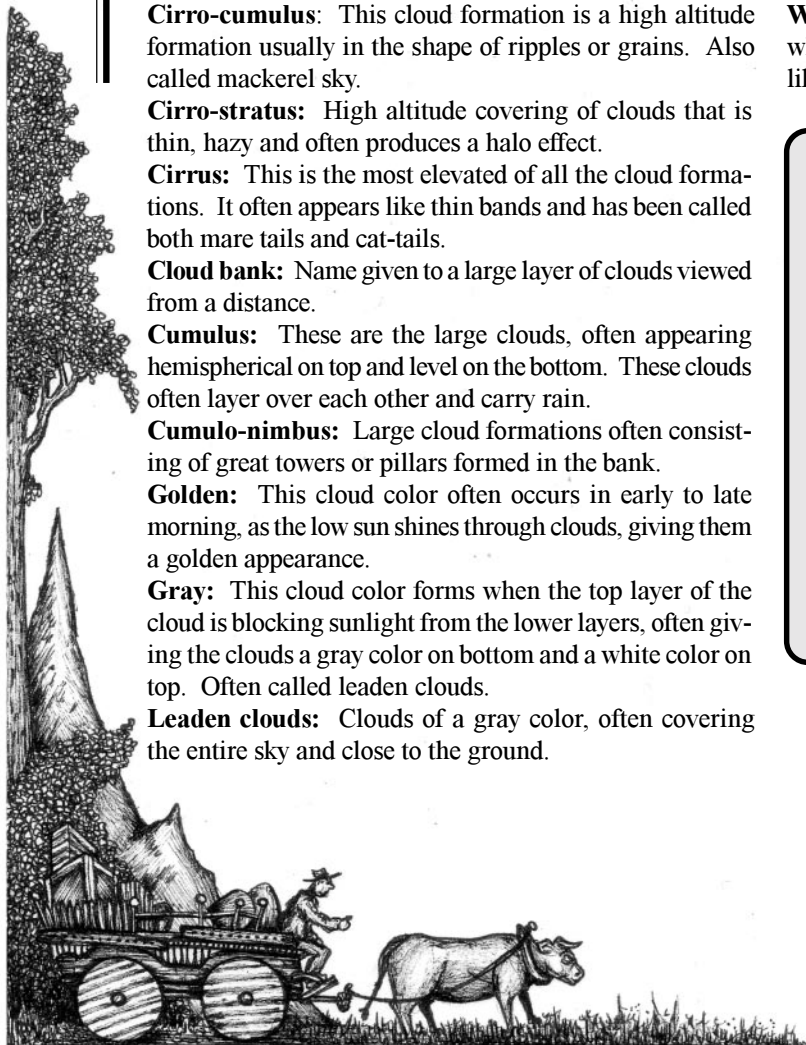 Cirro-cumulus: This cloud formation is a high altitude
formation usually in the shape of ripples or grains. Also
called mackerel sky.
Cirro-stratus: High altitude covering of clouds that is
thin, hazy and often produces a halo effect.
Cirrus: This is the most elevated of all the cloud forma-
tions. It often appears like thin bands and has been called
both mare tails and cat-tails.
Cloud bank: Name given to a large layer of clouds viewed
from a distance.
Cumulus: These are the large clouds, often appearing
hemispherical on top and level on the bottom. These clouds
often layer over each other and carry rain.
Cumulo-nimbus: Large cloud formations often consist-
ing of great towers or pillars formed in the bank.
Golden: This cloud color often occurs in early to late
morning, as the low sun shines through clouds, giving them
a golden appearance.
Gray: This cloud color forms when the top layer of the
cloud is blocking sunlight from the lower layers, often giv-
ing the clouds a gray color on bottom and a white color on
top. Often called leaden clouds.
Leaden clouds: Clouds of a gray color, often covering
the entire sky and close to the ground.